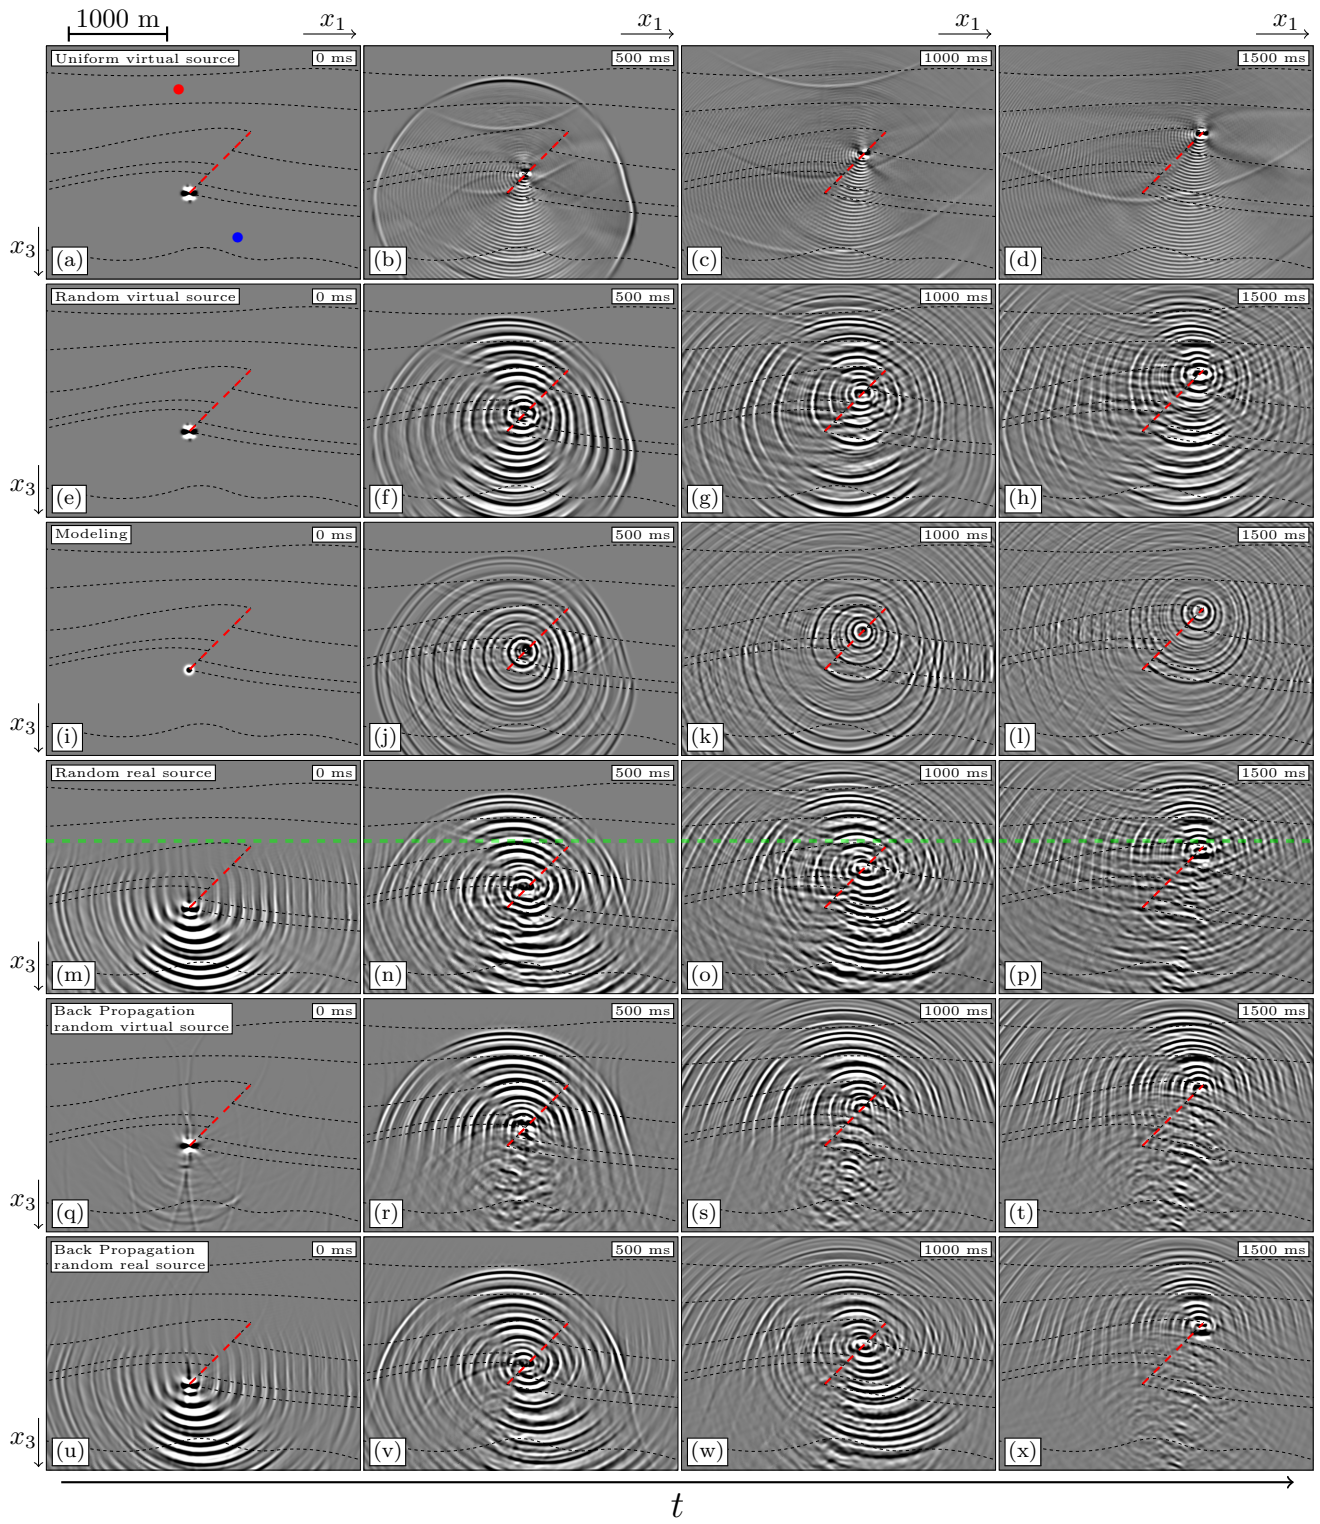 1000 m
x1
x1
x1
x1
Uniform virtual source
0 ms
500 ms
1000 ms
1500 ms
x3
(a)
(b)
(c)
(d)
Random virtual source
0 ms
500 ms
1000 ms
1500 ms
x3
(e)
(f)
(g)
(h)
Modeling
0 ms
500 ms
1000 ms
1500 ms
x3
(i)
(j)
(k)
(l)
Random real source
0 ms
500 ms
1000 ms
1500 ms
x3
(m)
(n)
(o)
(p)
Back Propagation
random virtual source
0 ms
500 ms
1000 ms
1500 ms
x3
(q)
(r)
(s)
(t)
Back Propagation
random real source
0 ms
500 ms
1000 ms
1500 ms
x3
(u)
(v)
(w)
(x)
t